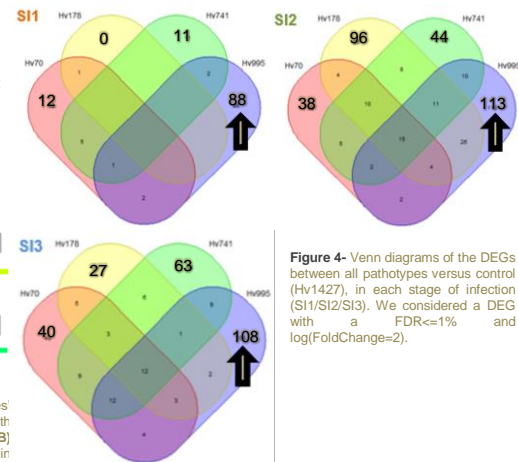 SI1
Hv178
Hv741
0
11
Hv70
Hv995
1
2
12
88
5
1
2
SI2
Hv178
Hv741
96
44
Hv70
Hv995
4
38
113
10
11
15
28
2
4
2
SI3
Hv178
Hv741
27
63
Hv70
Hv995
5
6
9
40
3
1
108
12
2
12
3
4
Figure 4- Venn diagrams of the DEGs
between all pathotypes versus control
(Hv1427), in each stage of infection
(SI1/SI2/SI3). We considered a DEG
with a FDR<=1% and
log(FoldChange=2).
es'
th
B)
in